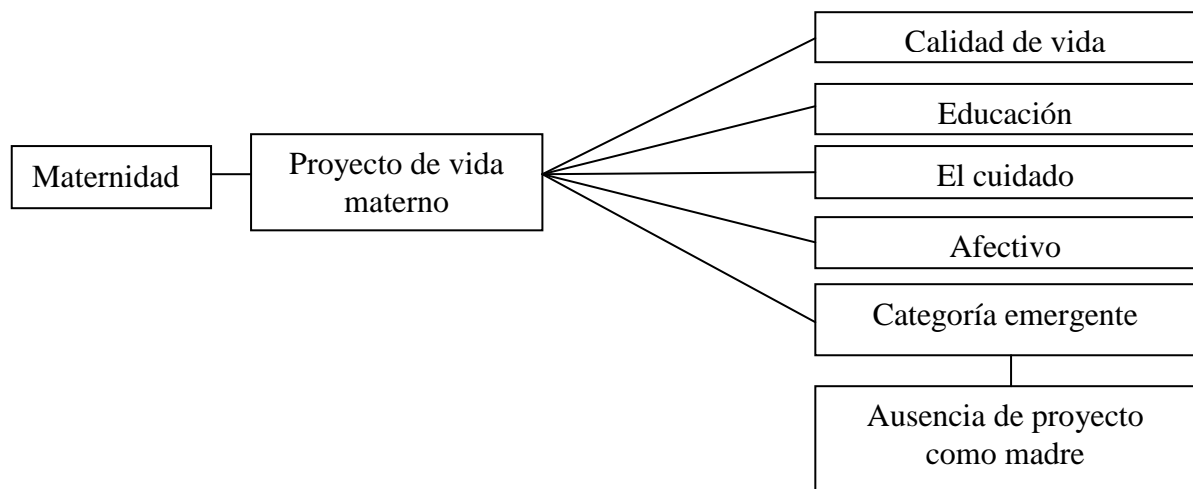 Maternidad
Proyecto de vida
materno
Calidad de vida
Educación
El cuidado
Afectivo
Categoría emergente
Ausencia de proyecto
como madre